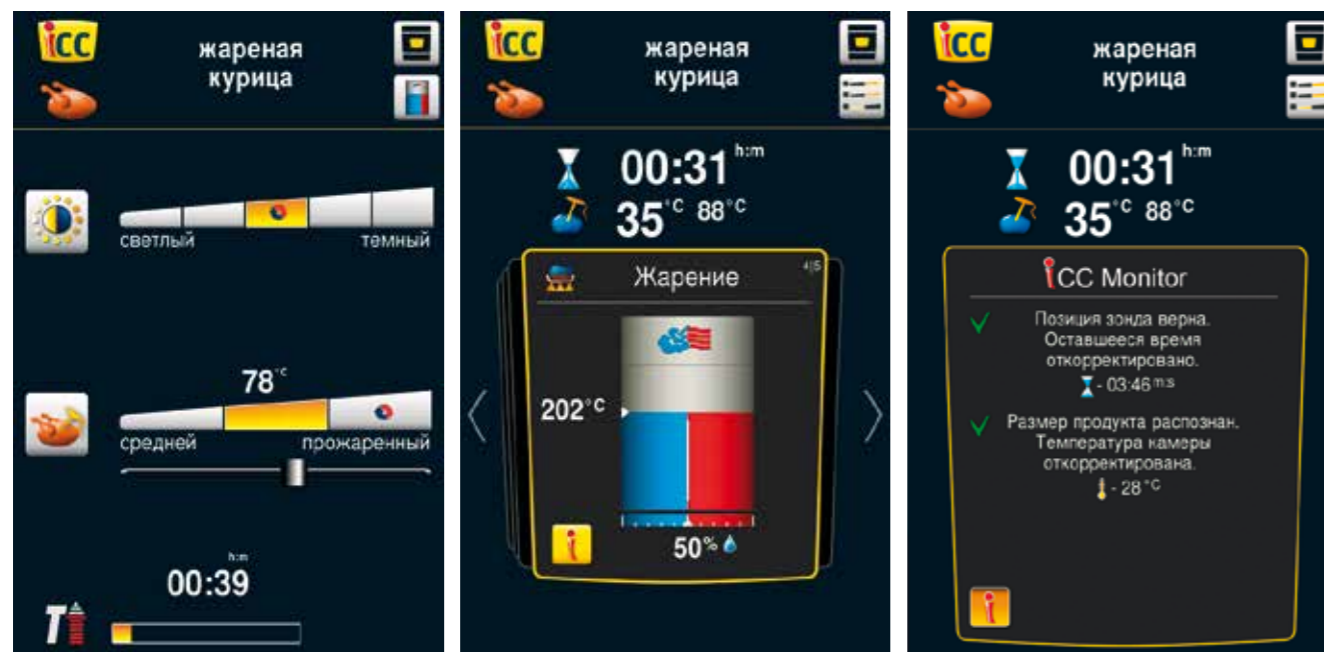 icc
жареная
курица
светлый темный
78°C
средней прожаренный
h:m
00:39
T
icc
жареная
курица
00:31 h:m
35°C 88°C
Жарение 4|5
202°C
i
50%
icc
жареная
курица
00:31 h:m
35°C 88°C
iCC Monitor
Позиция зонда верна.
Оставшееся время
откорректировано.
- 03:46 m:s
Размер продукта распознан.
Температура камеры
откорректирована.
- 28°C
i